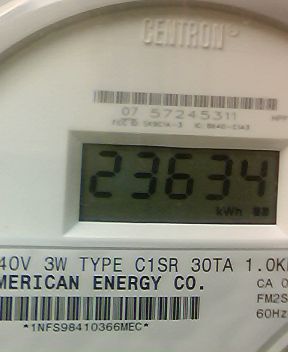 CENTRON®
07 57245311
23634
kWh
40V 3W TYPE C1SR 30TA 1.0K
MERICAN ENERGY CO.
CA 0
FM2S
60Hz
*1NFS98410366MEC*